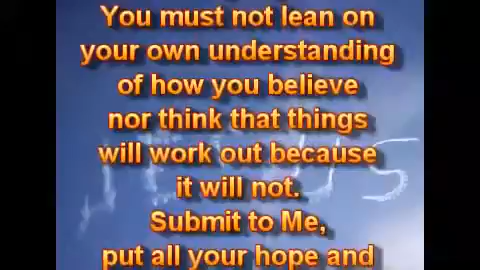 You must not lean on
your own understanding
of how you believe
nor think that things
will work out because
it will not.
Submit to Me,
put all your hope and